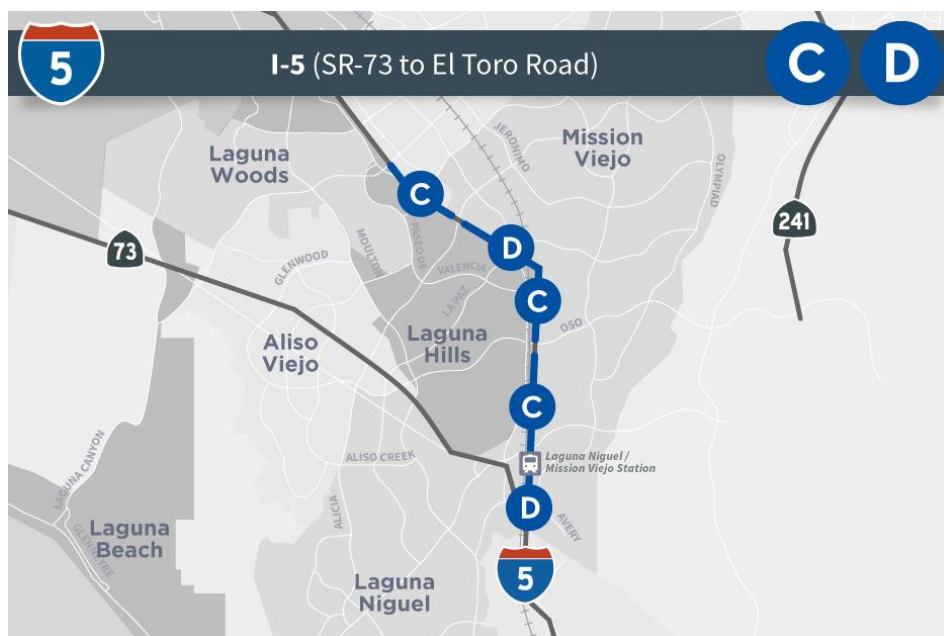 5
I-5 (SR-73 to El Toro Road)
C
D
Laguna
Woods
Mission
Viejo
JERONIMO
OLYMPIAD
C
241
73
GLENWOOD
MOULTON
PASEO DE
VALENCIA
D
LA PAZ
C
OSO
Aliso
Viejo
Laguna
Hills
C
LAGUNA CANYON
ALISO CREEK
Laguna Niguel /
Mission Viejo Station
ALICIA
D
AVERY
Laguna
Beach
GLENNEYRE
Laguna
Niguel
5